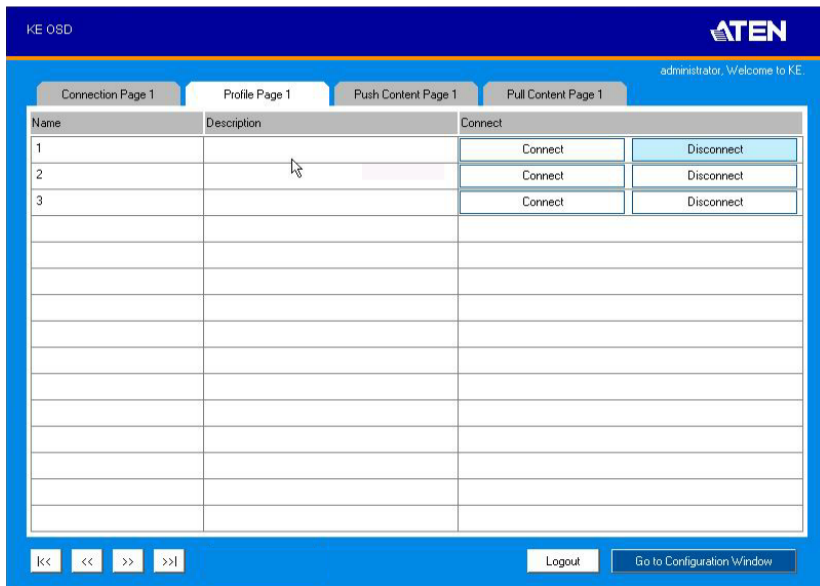 KE OSD
ATEN
administrator, Welcome to KE.
Connection Page 1 Profile Page 1 Push Content Page 1 Pull Content Page 1
Name Description Connect
1 Connect Disconnect
2 Connect Disconnect
3 Connect Disconnect
|<< << >> >>| Logout Go to Configuration Window